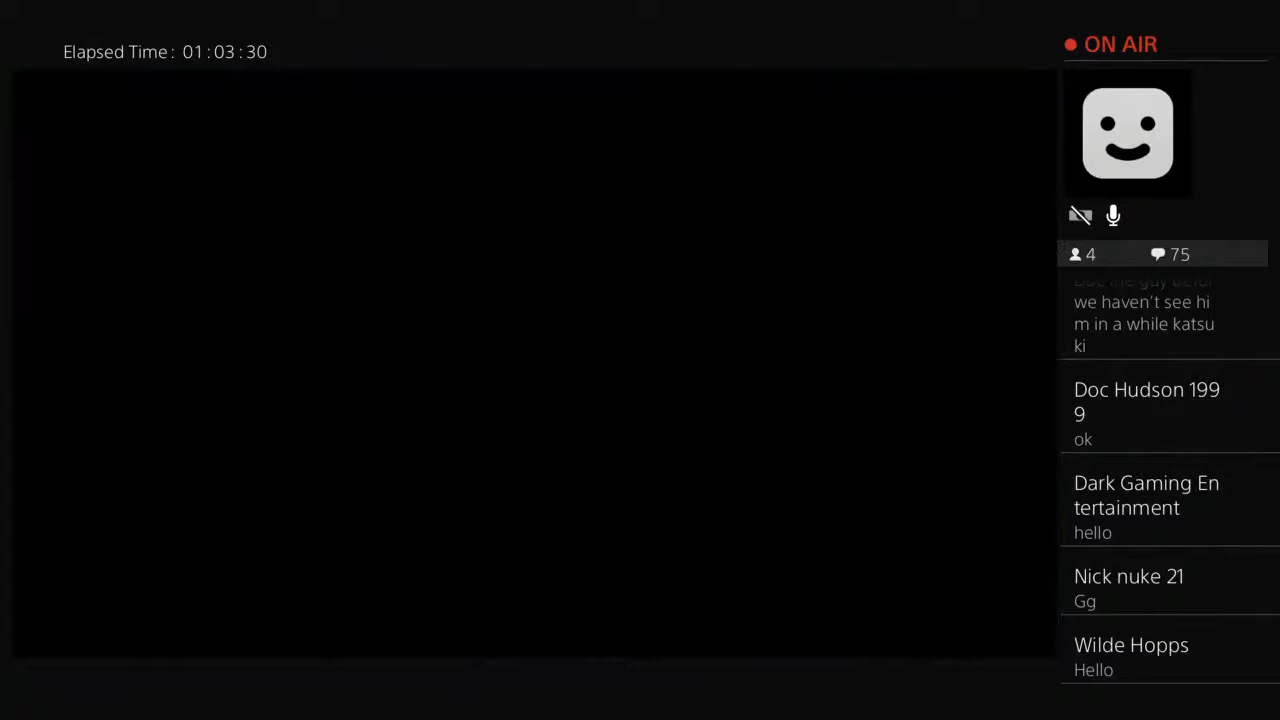 Elapsed Time: 01:03:30
ON AIR
4
75
we haven't see hi
m in a while katsu
ki
Doc Hudson 199
9
ok
Dark Gaming En
tertainment
hello
Nick nuke 21
Gg
Wilde Hopps
Hello